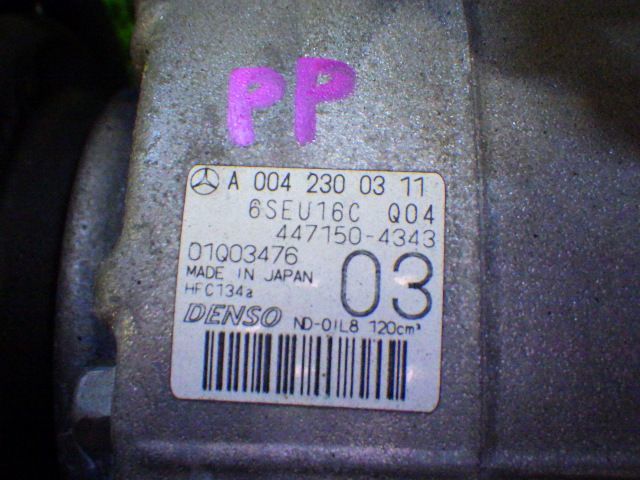 PP
A 004 230 03 11
6SEU16C Q04
447150-4343
01Q03476
MADE IN JAPAN
HFC134a
03
DENSO ND-OIL8 120cm³